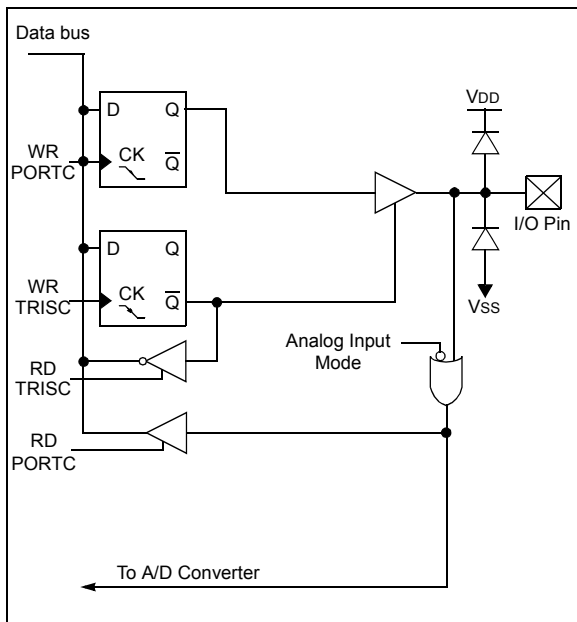 Data bus
D Q
VDD
WR
PORTC
CK Q̅
I/O Pin
D Q
WR
TRISC
CK Q̅
VSS
Analog Input
Mode
RD
TRISC
RD
PORTC
To A/D Converter